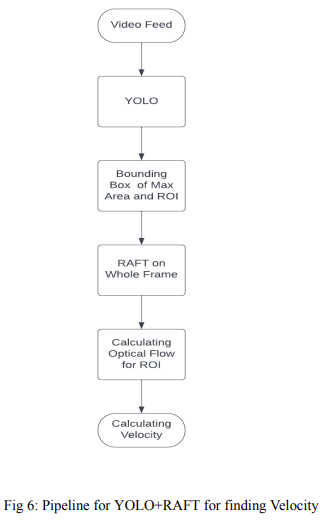 Video Feed
YOLO
Bounding
Box of Max
Area and ROI
RAFT on
Whole Frame
Calculating
Optical Flow
for ROI
Calculating
Velocity
Fig 6: Pipeline for YOLO+RAFT for finding Velocity